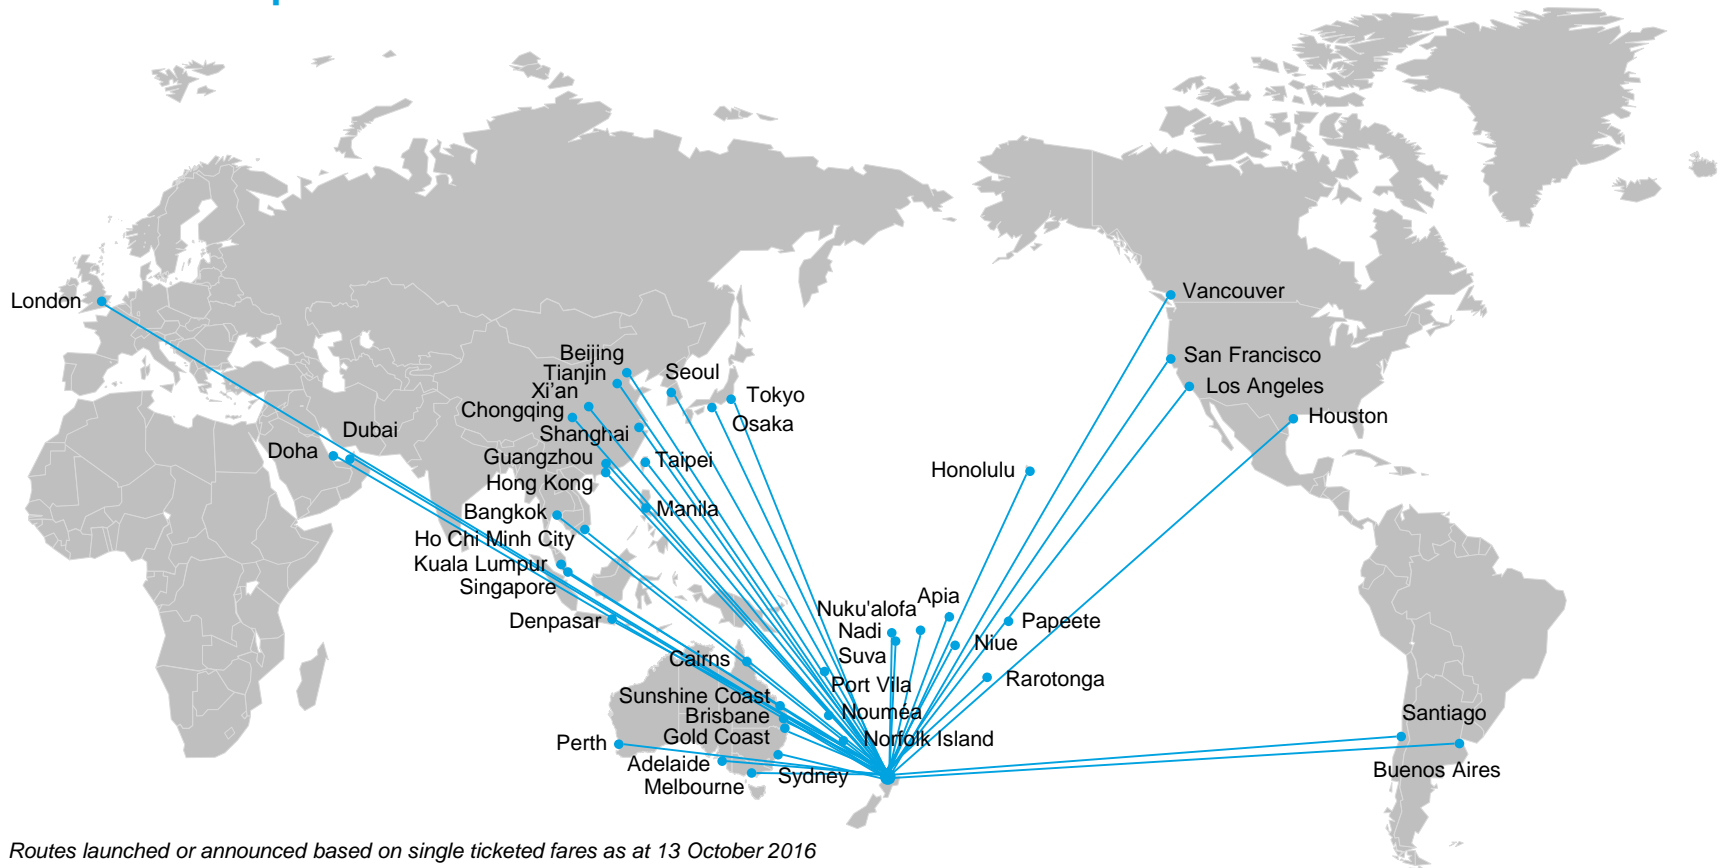 Vancouver
London
Beijing
Seoul
San Francisco
Tianjin
Xi'an
Tokyo
Los Angeles
Chongqing
Osaka
Houston
Dubai
Shanghai
Doha
Guangzhou
Taipei
Honolulu
Hong Kong
Bangkok
Manila
Ho Chi Minh City
Kuala Lumpur
Singapore
Apia
Nuku'alofa
Denpasar
Nadi
Papeete
Niue
Suva
Cairns
Port Vila
Rarotonga
Sunshine Coast
Brisbane
Nouméa
Santiago
Gold Coast
Norfolk Island
Perth
Adelaide
Sydney
Buenos Aires
Melbourne
Routes launched or announced based on single ticketed fares as at 13 October 2016